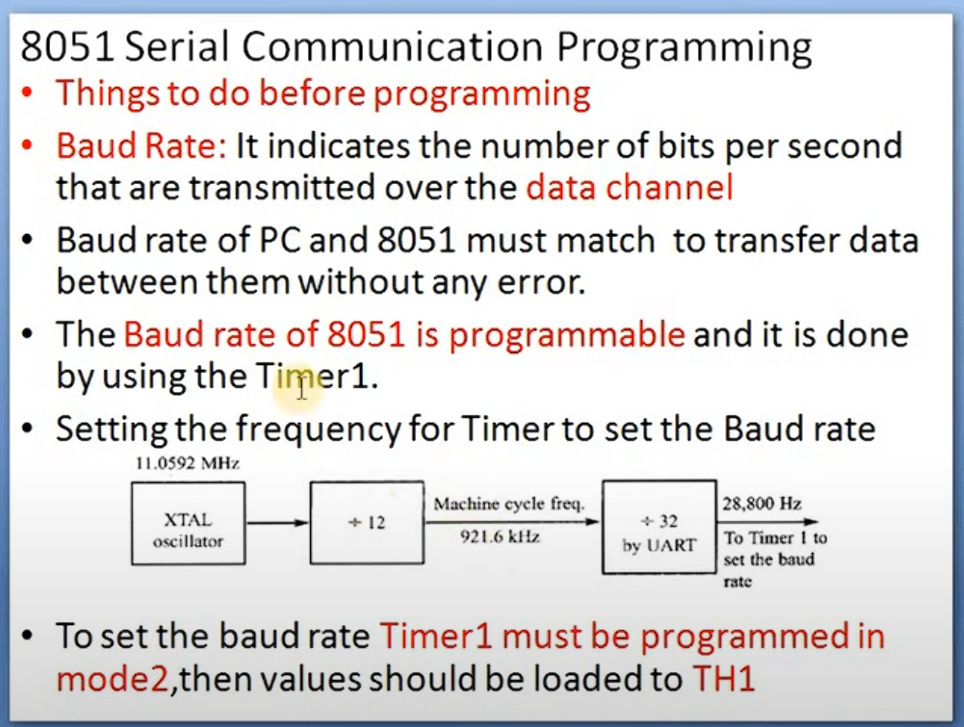 8051 Serial Communication Programming
• Things to do before programming
• Baud Rate: It indicates the number of bits per second
that are transmitted over the data channel
• Baud rate of PC and 8051 must match to transfer data
between them without any error.
• The Baud rate of 8051 is programmable and it is done
by using the Timer1.
• Setting the frequency for Timer to set the Baud rate
11.0592 MHz
XTAL
oscillator
÷ 12
Machine cycle freq.
921.6 kHz
÷ 32
by UART
28,800 Hz
To Timer 1 to
set the baud
rate
• To set the baud rate Timer1 must be programmed in
mode2,then values should be loaded to TH1